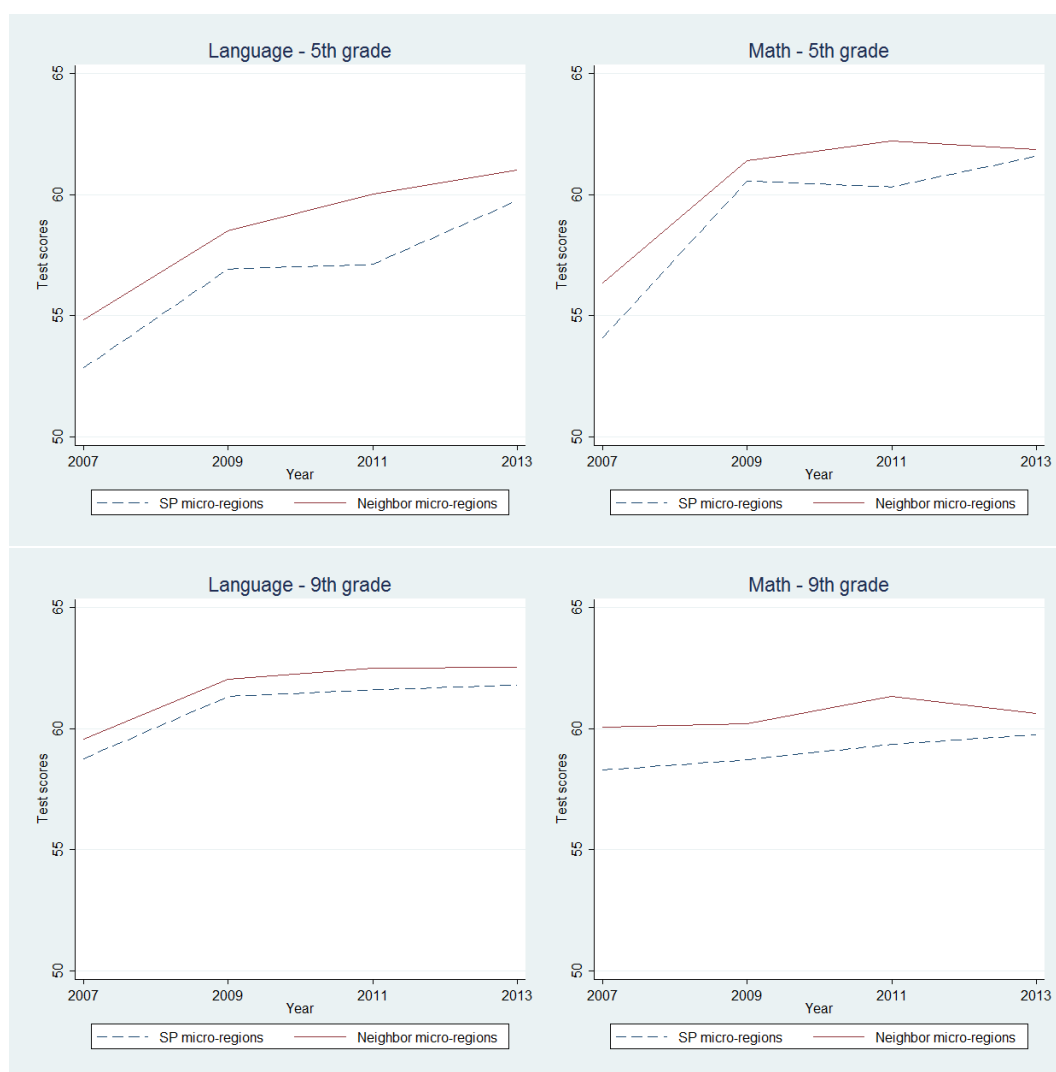 Language - 5th grade
Test scores
65
60
55
50
2007 2009 2011 2013
Year
SP micro-regions Neighbor micro-regions
Math - 5th grade
Test scores
65
60
55
50
2007 2009 2011 2013
Year
SP micro-regions Neighbor micro-regions
Language - 9th grade
Test scores
65
60
55
50
2007 2009 2011 2013
Year
SP micro-regions Neighbor micro-regions
Math - 9th grade
Test scores
65
60
55
50
2007 2009 2011 2013
Year
SP micro-regions Neighbor micro-regions